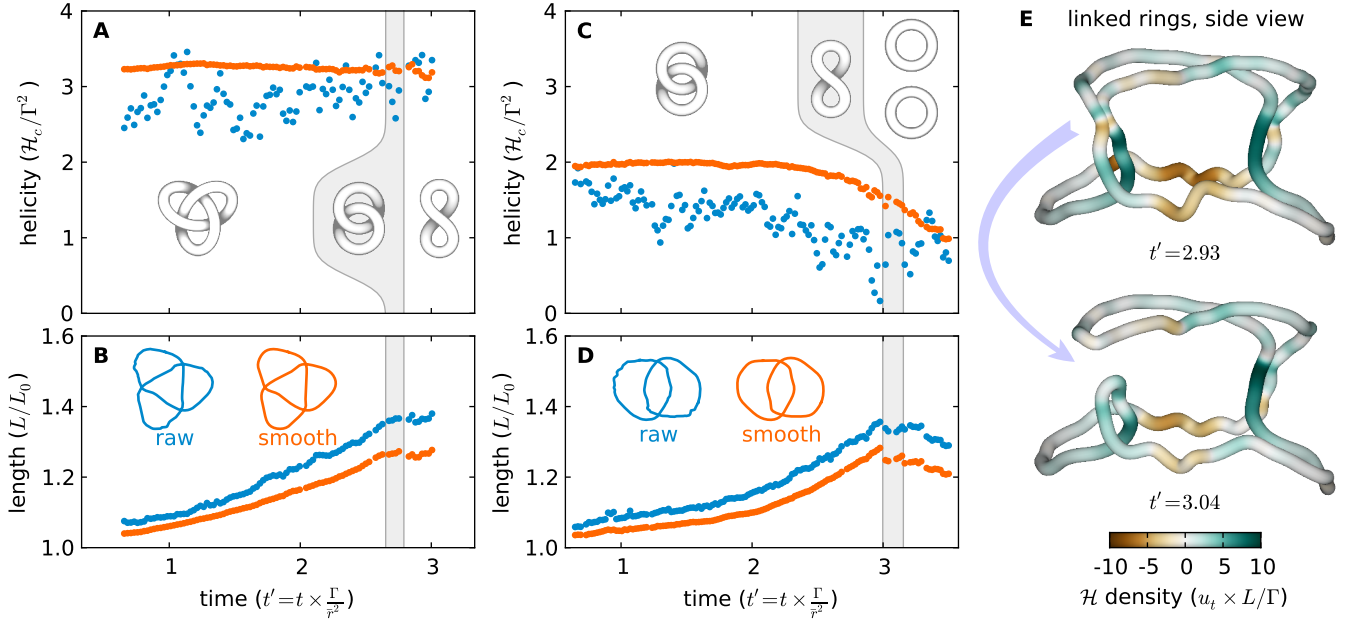 A
helicity (ℋ_c/Γ²)
4
3
2
1
0
B
raw
smooth
length (L/L₀)
1.6
1.4
1.2
1.0
1
2
3
time (t′=t × Γ/r̄²)
C
helicity (ℋ_c/Γ²)
4
3
2
1
0
D
raw
smooth
length (L/L₀)
1.6
1.4
1.2
1.0
1
2
3
time (t′=t × Γ/r̄²)
E linked rings, side view
t′=2.93
t′=3.04
-10 -5 0 5 10
ℋ density (u_t × L/Γ)